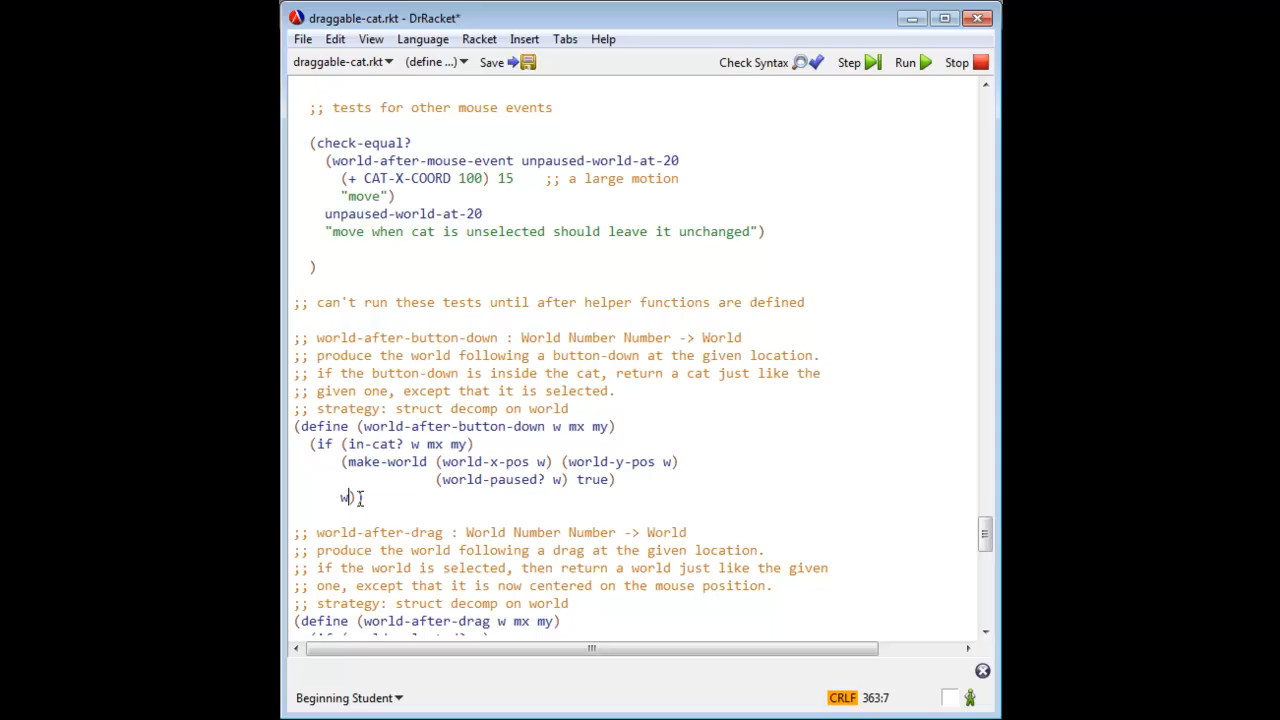 draggable-cat.rkt - DrRacket*
File Edit View Language Racket Insert Tabs Help
draggable-cat.rkt (define ...) Save Check Syntax Step Run Stop
;; tests for other mouse events
(check-equal?
(world-after-mouse-event unpaused-world-at-20
(+ CAT-X-COORD 100) 15 ;; a large motion
"move")
unpaused-world-at-20
"move when cat is unselected should leave it unchanged")
)
;; can't run these tests until after helper functions are defined
;; world-after-button-down : World Number Number -> World
;; produce the world following a button-down at the given location.
;; if the button-down is inside the cat, return a cat just like the
;; given one, except that it is selected.
;; strategy: struct decomp on world
(define (world-after-button-down w mx my)
(if (in-cat? w mx my)
(make-world (world-x-pos w) (world-y-pos w)
(world-paused? w) true)
w))
;; world-after-drag : World Number Number -> World
;; produce the world following a drag at the given location.
;; if the world is selected, then return a world just like the given
;; one, except that it is now centered on the mouse position.
;; strategy: struct decomp on world
(define (world-after-drag w mx my)
Beginning Student CRLF 363:7